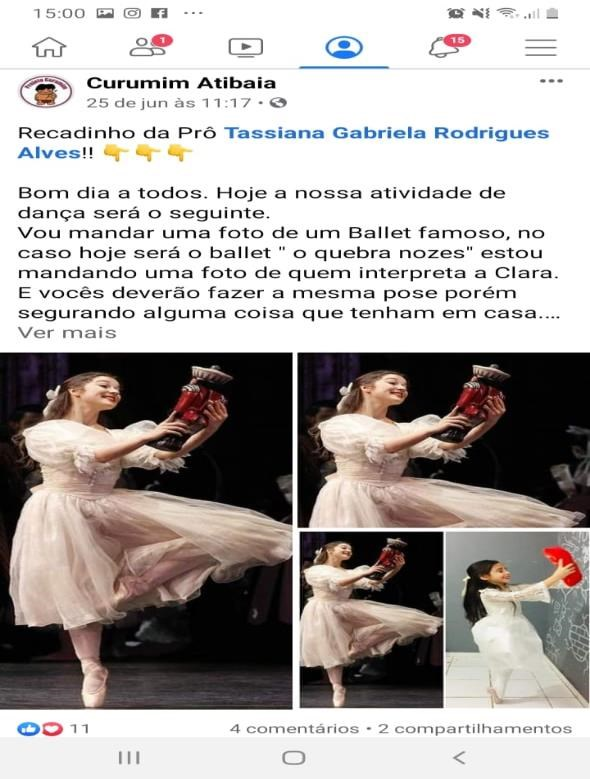 15:00
1
15
Curumim Atibaia
25 de jun às 11:17 •
Recadinho da Prô Tassiana Gabriela Rodrigues
Alves!! 👇👇👇
Bom dia a todos. Hoje a nossa atividade de
dança será o seguinte.
Vou mandar uma foto de um Ballet famoso, no
caso hoje será o ballet " o quebra nozes" estou
mandando uma foto de quem interpreta a Clara.
E vocês deverão fazer a mesma pose porém
segurando alguma coisa que tenham em casa....
Ver mais
11
4 comentários • 2 compartilhamentos